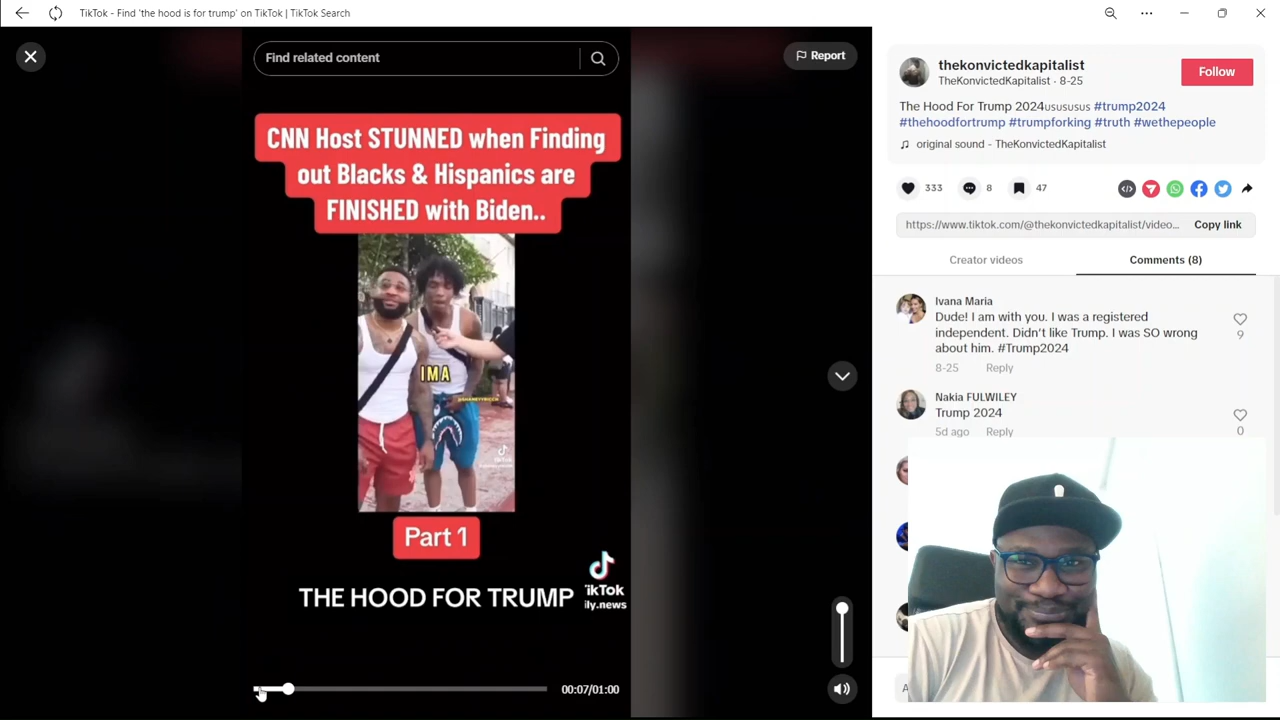 TikTok - Find 'the hood is for trump' on TikTok | TikTok Search
Find related content
Report
CNN Host STUNNED when Finding
out Blacks & Hispanics are
FINISHED with Biden..
IMA
Part 1
THE HOOD FOR TRUMP
ikTok
ily.news
00:07/01:00
thekonvictedkapitalist
TheKonvictedKapitalist · 8-25
Follow
The Hood For Trump 2024ususususus #trump2024
#thehoodfortrump #trumpforking #truth #wethepeople
original sound - TheKonvictedKapitalist
333
8
47
https://www.tiktok.com/@thekonvictedkapitalist/video...
Copy link
Creator videos
Comments (8)
Ivana Maria
Dude! I am with you. I was a registered
independent. Didn't like Trump. I was SO wrong
about him. #Trump2024
9
8-25
Reply
Nakia FULWILEY
Trump 2024
0
5d ago
Reply